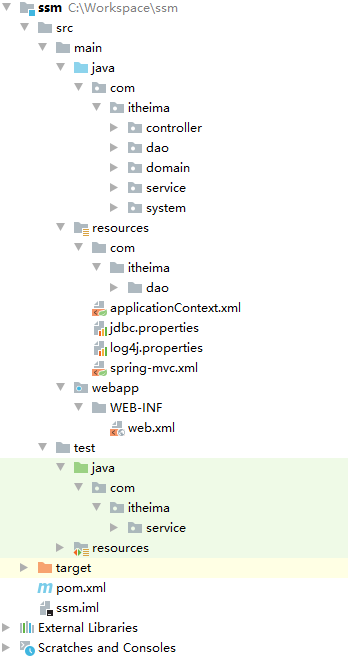 ssm C:\Workspace\ssm
src
main
java
com
itheima
controller
dao
domain
service
system
resources
com
itheima
dao
applicationContext.xml
jdbc.properties
log4j.properties
spring-mvc.xml
webapp
WEB-INF
web.xml
test
java
com
itheima
service
resources
target
pom.xml
ssm.iml
External Libraries
Scratches and Consoles